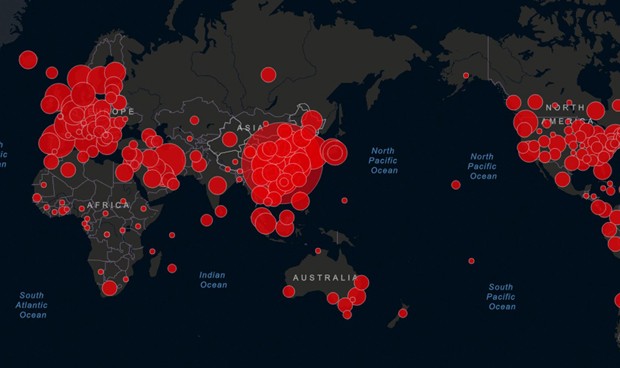 OPE
NORTH
AMERICA
ASIA
North
Pacific
Ocean
North
Pacific
Ocean
AFRICA
Indian
Ocean
AUSTRALIA
South
Atlantic
Ocean
South
Pacific
Ocean